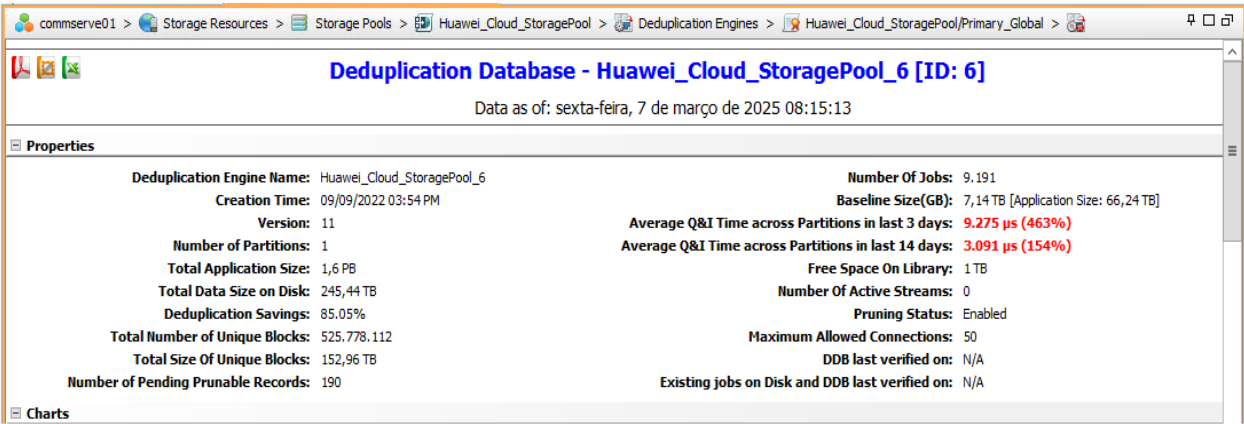 commserve01 > Storage Resources > Storage Pools > Huawei_Cloud_StoragePool > Deduplication Engines > Huawei_Cloud_StoragePool/Primary_Global >
Deduplication Database - Huawei_Cloud_StoragePool_6 [ID: 6]
Data as of: sexta-feira, 7 de março de 2025 08:15:13
Properties
Deduplication Engine Name: Huawei_Cloud_StoragePool_6 Number Of Jobs: 9.191
Creation Time: 09/09/2022 03:54 PM Baseline Size(GB): 7,14 TB [Application Size: 66,24 TB]
Version: 11 Average Q&I Time across Partitions in last 3 days: 9.275 µs (463%)
Number of Partitions: 1 Average Q&I Time across Partitions in last 14 days: 3.091 µs (154%)
Total Application Size: 1,6 PB Free Space On Library: 1 TB
Total Data Size on Disk: 245,44 TB Number Of Active Streams: 0
Deduplication Savings: 85.05% Pruning Status: Enabled
Total Number of Unique Blocks: 525.778.112 Maximum Allowed Connections: 50
Total Size Of Unique Blocks: 152,96 TB DDB last verified on: N/A
Number of Pending Prunable Records: 190 Existing jobs on Disk and DDB last verified on: N/A
Charts